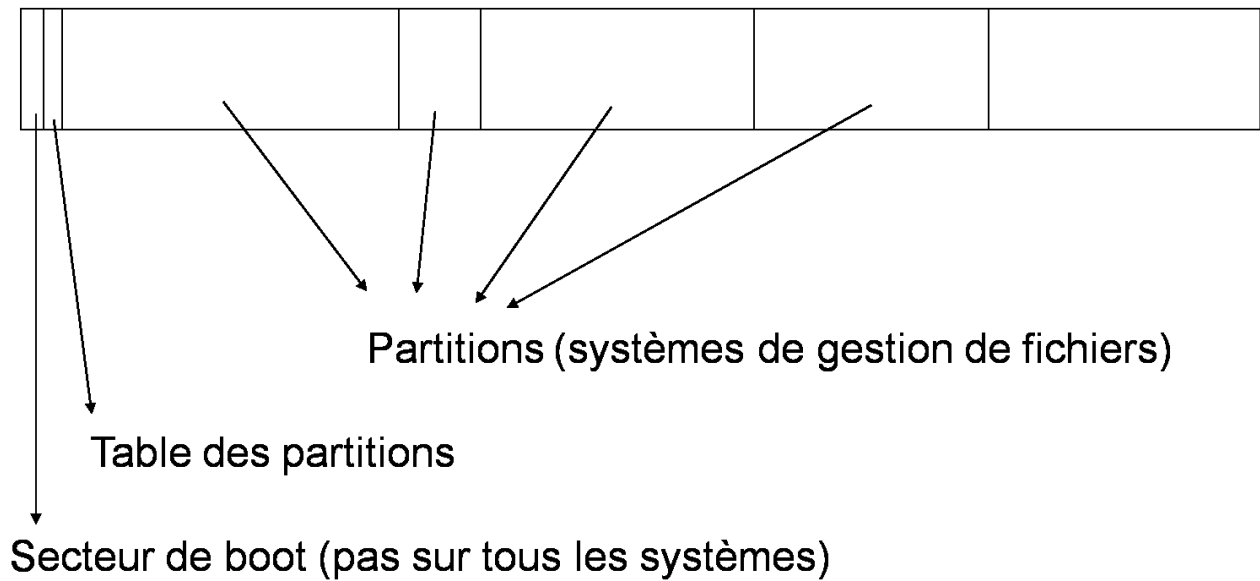 Partitions (systèmes de gestion de fichiers)
Table des partitions
Secteur de boot (pas sur tous les systèmes)